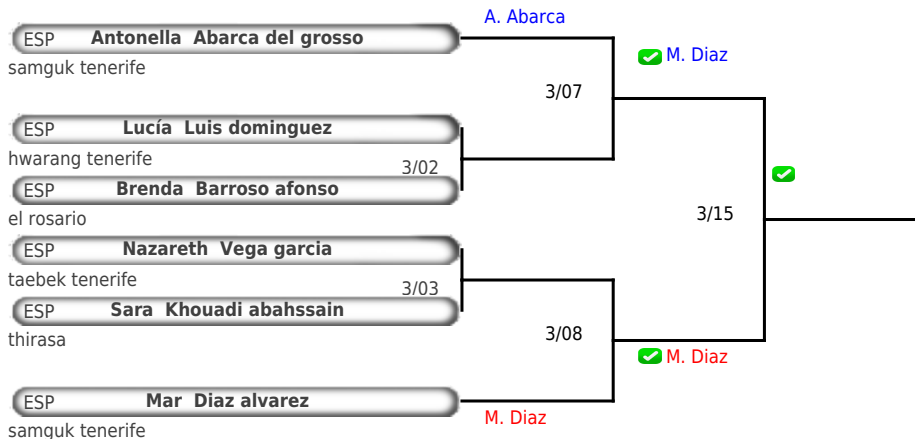 A. Abarca
ESP Antonella Abarca del grosso
samguk tenerife
M. Diaz
3/07
ESP Lucía Luis dominguez
hwarang tenerife
3/02
ESP Brenda Barroso afonso
el rosario
3/15
ESP Nazareth Vega garcia
taebek tenerife
3/03
ESP Sara Khouadi abahssain
thirasa
3/08
M. Diaz
ESP Mar Diaz alvarez
M. Diaz
samguk tenerife